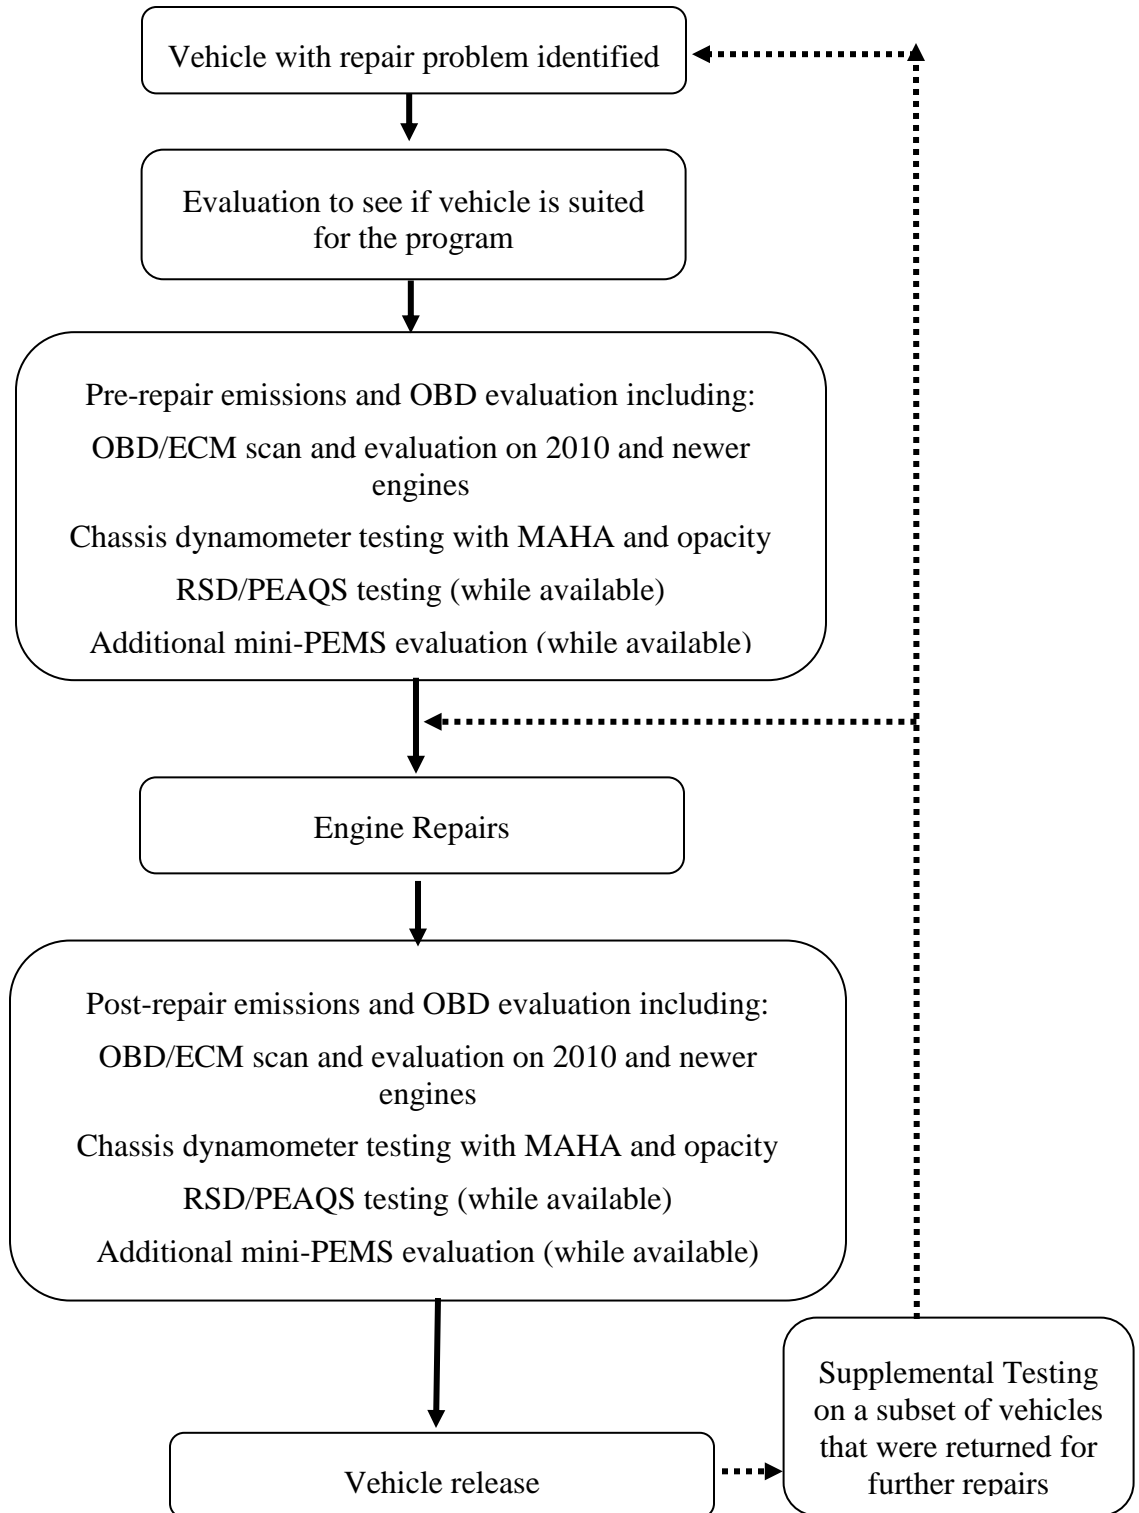 Vehicle with repair problem identified
Evaluation to see if vehicle is suited
for the program
Pre-repair emissions and OBD evaluation including:
OBD/ECM scan and evaluation on 2010 and newer
engines
Chassis dynamometer testing with MAHA and opacity
RSD/PEAQS testing (while available)
Additional mini-PEMS evaluation (while available)
Engine Repairs
Post-repair emissions and OBD evaluation including:
OBD/ECM scan and evaluation on 2010 and newer
engines
Chassis dynamometer testing with MAHA and opacity
RSD/PEAQS testing (while available)
Additional mini-PEMS evaluation (while available)
Vehicle release
Supplemental Testing
on a subset of vehicles
that were returned for
further repairs